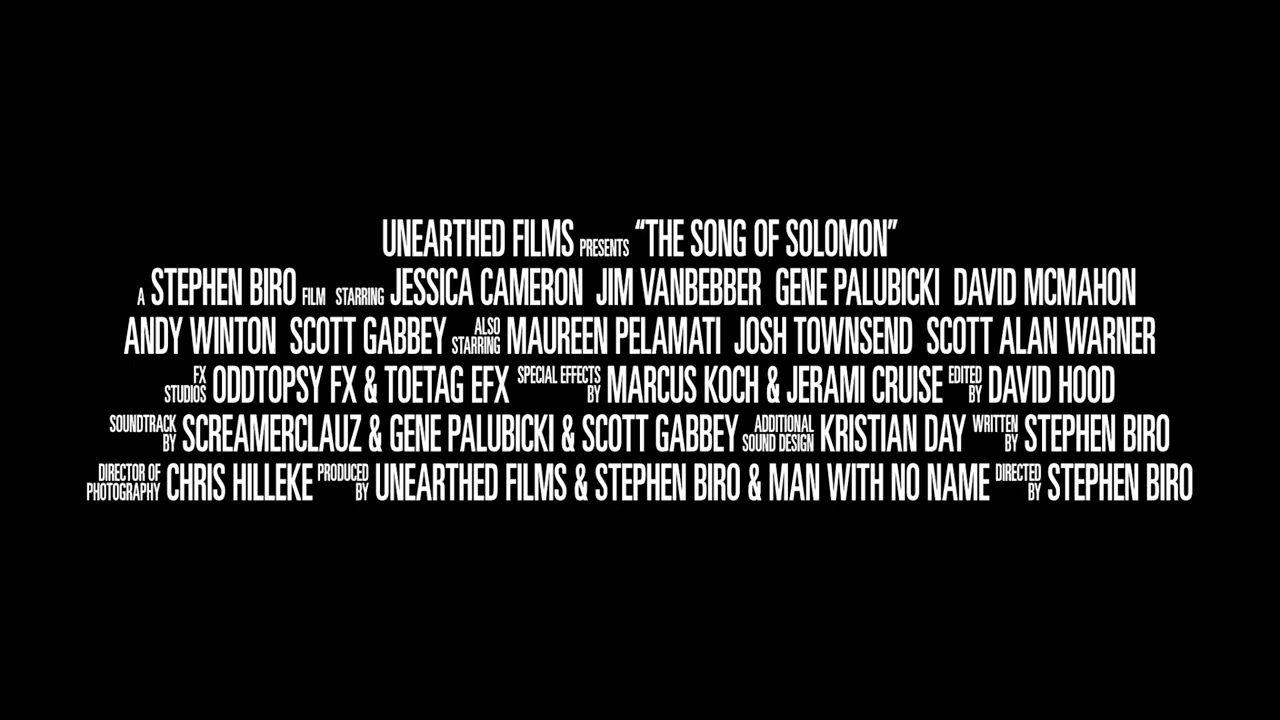 UNEARTHED FILMS PRESENTS “THE SONG OF SOLOMON”
A STEPHEN BIRO FILM STARRING JESSICA CAMERON JIM VANBEBBER GENE PALUBICKI DAVID MCMAHON
ANDY WINTON SCOTT GABBEY ALSO STARRING MAUREEN PELAMATI JOSH TOWNSEND SCOTT ALAN WARNER
FX STUDIOS ODDTOPSY FX & TOETAG EFX SPECIAL EFFECTS BY MARCUS KOCH & JERAMI CRUISE EDITED BY DAVID HOOD
SOUNDTRACK BY SCREAMERCLAUZ & GENE PALUBICKI & SCOTT GABBEY ADDITIONAL SOUND DESIGN KRISTIAN DAY WRITTEN BY STEPHEN BIRO
DIRECTOR OF PHOTOGRAPHY CHRIS HILLEKE PRODUCED BY UNEARTHED FILMS & STEPHEN BIRO & MAN WITH NO NAME DIRECTED BY STEPHEN BIRO